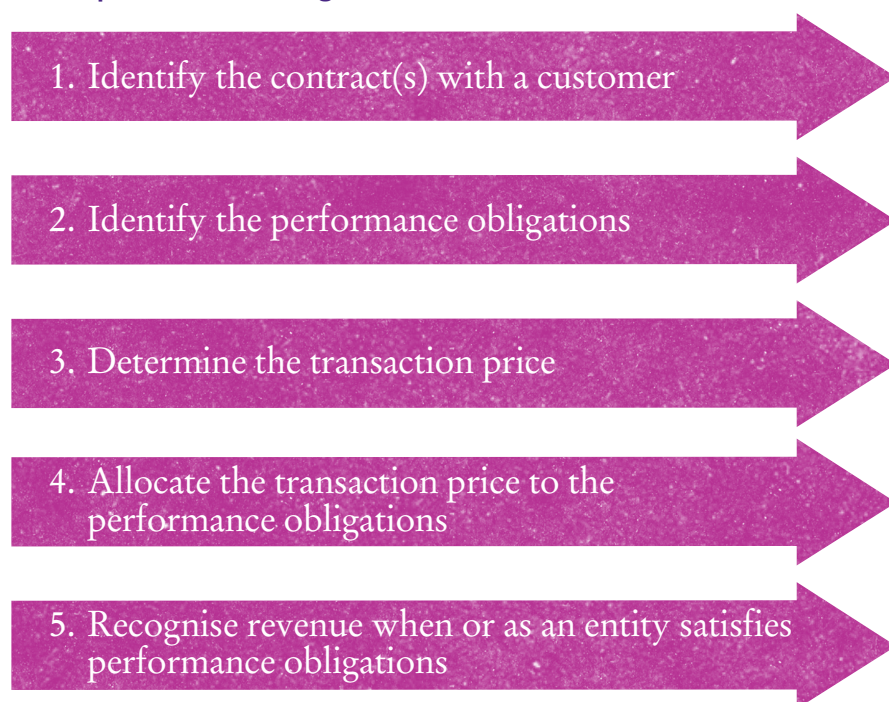 1. Identify the contract(s) with a customer
2. Identify the performance obligations
3. Determine the transaction price
4. Allocate the transaction price to the
performance obligations
5. Recognise revenue when or as an entity satisfies
performance obligations